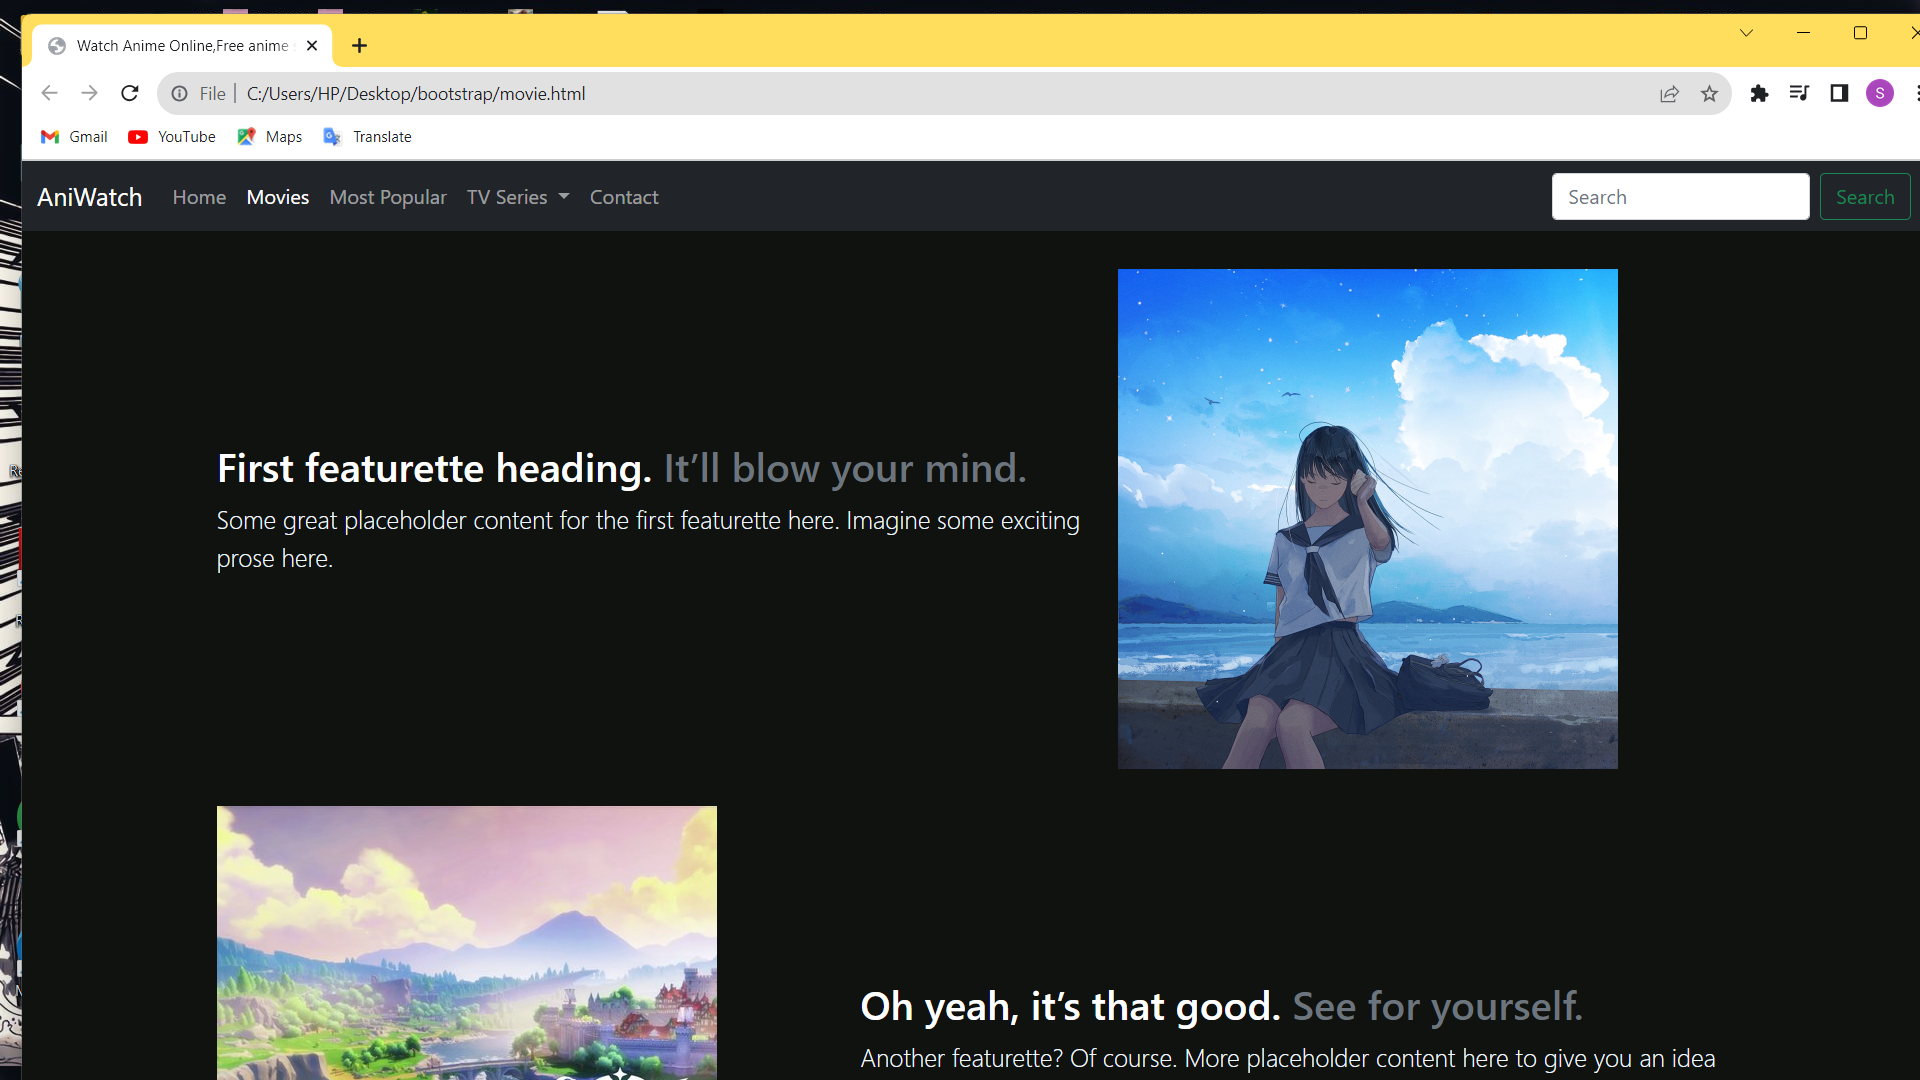 Watch Anime Online,Free anime
File | C:/Users/HP/Desktop/bootstrap/movie.html
S
Gmail YouTube Maps Translate
AniWatch Home Movies Most Popular TV Series Contact Search Search
First featurette heading. It’ll blow your mind.
Some great placeholder content for the first featurette here. Imagine some exciting
prose here.
Oh yeah, it’s that good. See for yourself.
Another featurette? Of course. More placeholder content here to give you an idea